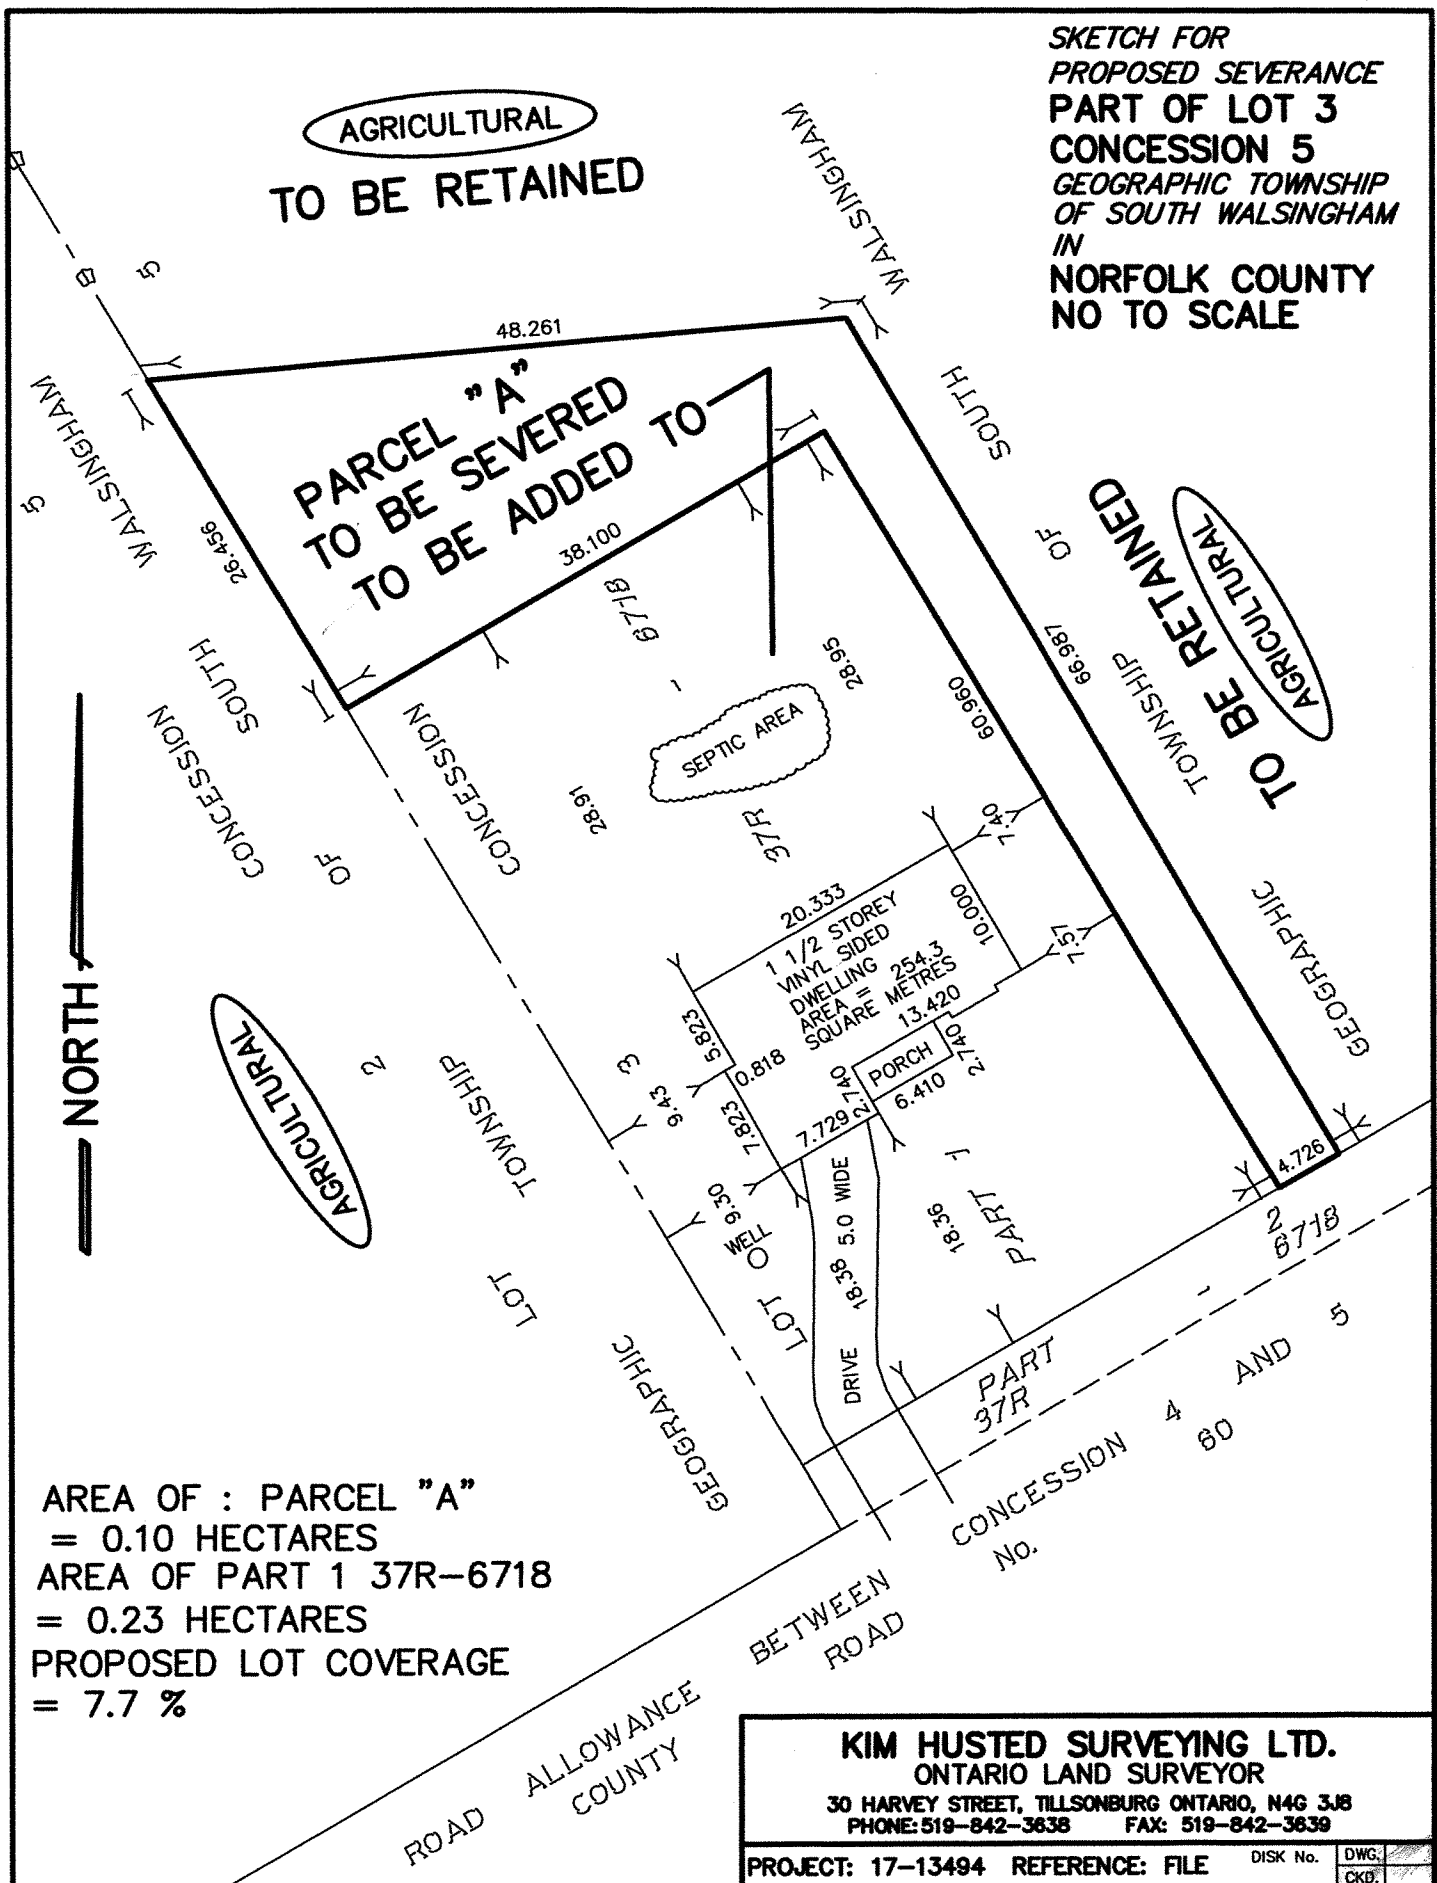 SKETCH FOR
PROPOSED SEVERANCE
PART OF LOT 3
CONCESSION 5
GEOGRAPHIC TOWNSHIP
OF SOUTH WALSINGHAM
IN
NORFOLK COUNTY
NO TO SCALE
AGRICULTURAL
TO BE RETAINED
48.261
PARCEL "A"
TO BE SEVERED
TO BE ADDED TO
26.456
38.100
5
WALSINGHAM
SOUTH
OF
TOWNSHIP
GEOGRAPHIC
5
CONCESSION
3
LOT
5
WALSINGHAM
SOUTH
OF
TOWNSHIP
GEOGRAPHIC
CONCESSION
2
LOT
TO BE RETAINED
AGRICULTURAL
66.987
60.960
6718
-
37R
PART 1
28.95
28.91
SEPTIC AREA
7.40
20.333
10.000
7.57
1 1/2 STOREY
VINYL SIDED
DWELLING
AREA = 254.3
SQUARE METRES
13.420
5.823
0.818
9.43
7.823
2.740
PORCH
2.740
6.410
7.729
9.30
WELL
DRIVE 18.38 5.0 WIDE
18.36
4.726
NORTH
AGRICULTURAL
PART 2
37R - 6718
ROAD ALLOWANCE BETWEEN CONCESSION 4 AND 5
COUNTY ROAD No. 60
AREA OF : PARCEL "A"
= 0.10 HECTARES
AREA OF PART 1 37R-6718
= 0.23 HECTARES
PROPOSED LOT COVERAGE
= 7.7 %
KIM HUSTED SURVEYING LTD.
ONTARIO LAND SURVEYOR
30 HARVEY STREET, TILLSONBURG ONTARIO, N4G 3J8
PHONE: 519-842-3638 FAX: 519-842-3639
PROJECT: 17-13494 REFERENCE: FILE
DISK No.
DWG.
CKD.